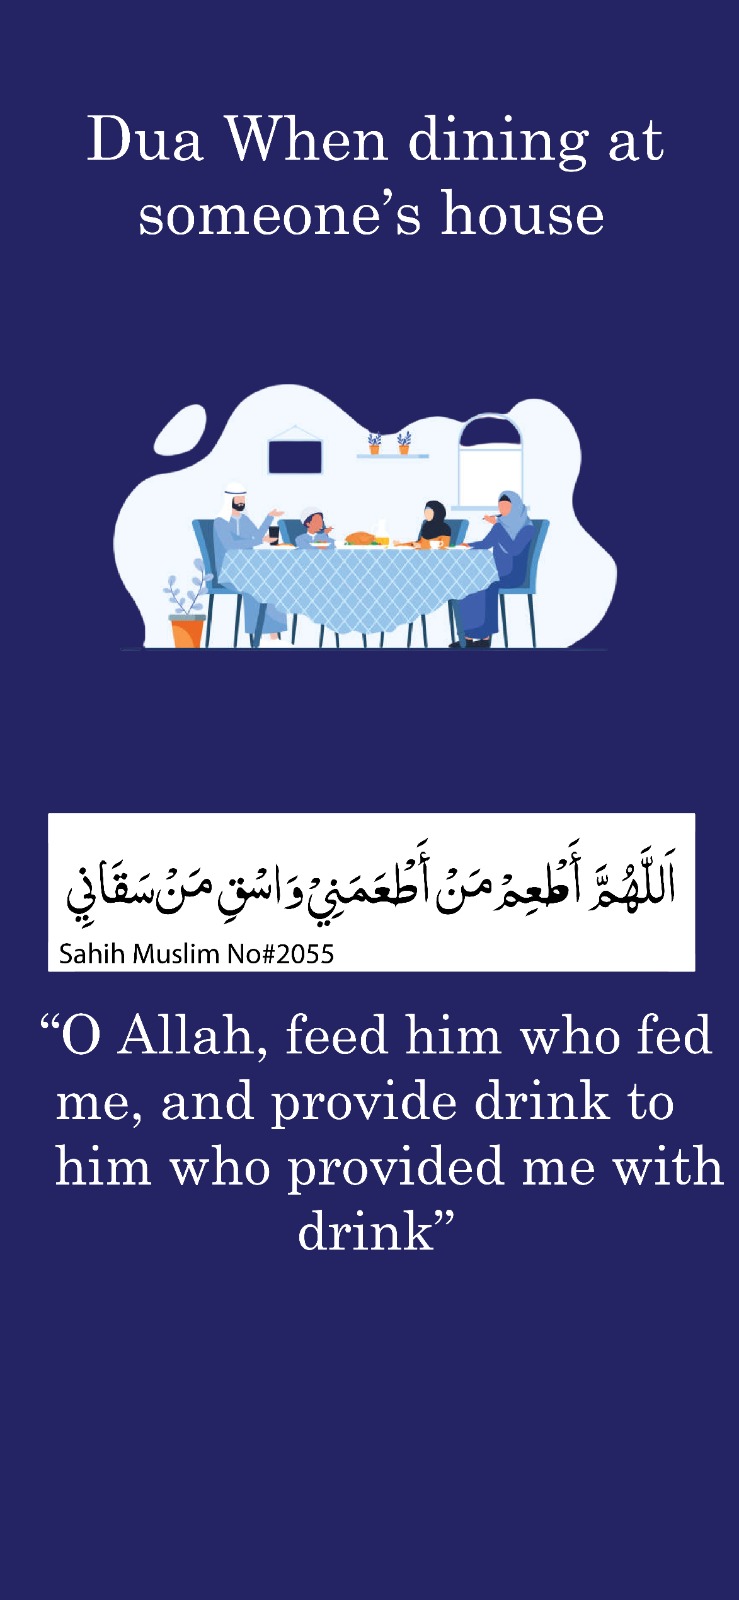 Dua When dining at
someone’s house
اَللَّهُمَّ أَطْعِمْ مَنْ أَطْعَمَنِيْ وَاسْقِ مَنْ سَقَانِي
Sahih Muslim No#2055
“O Allah, feed him who fed
me, and provide drink to
him who provided me with
drink”